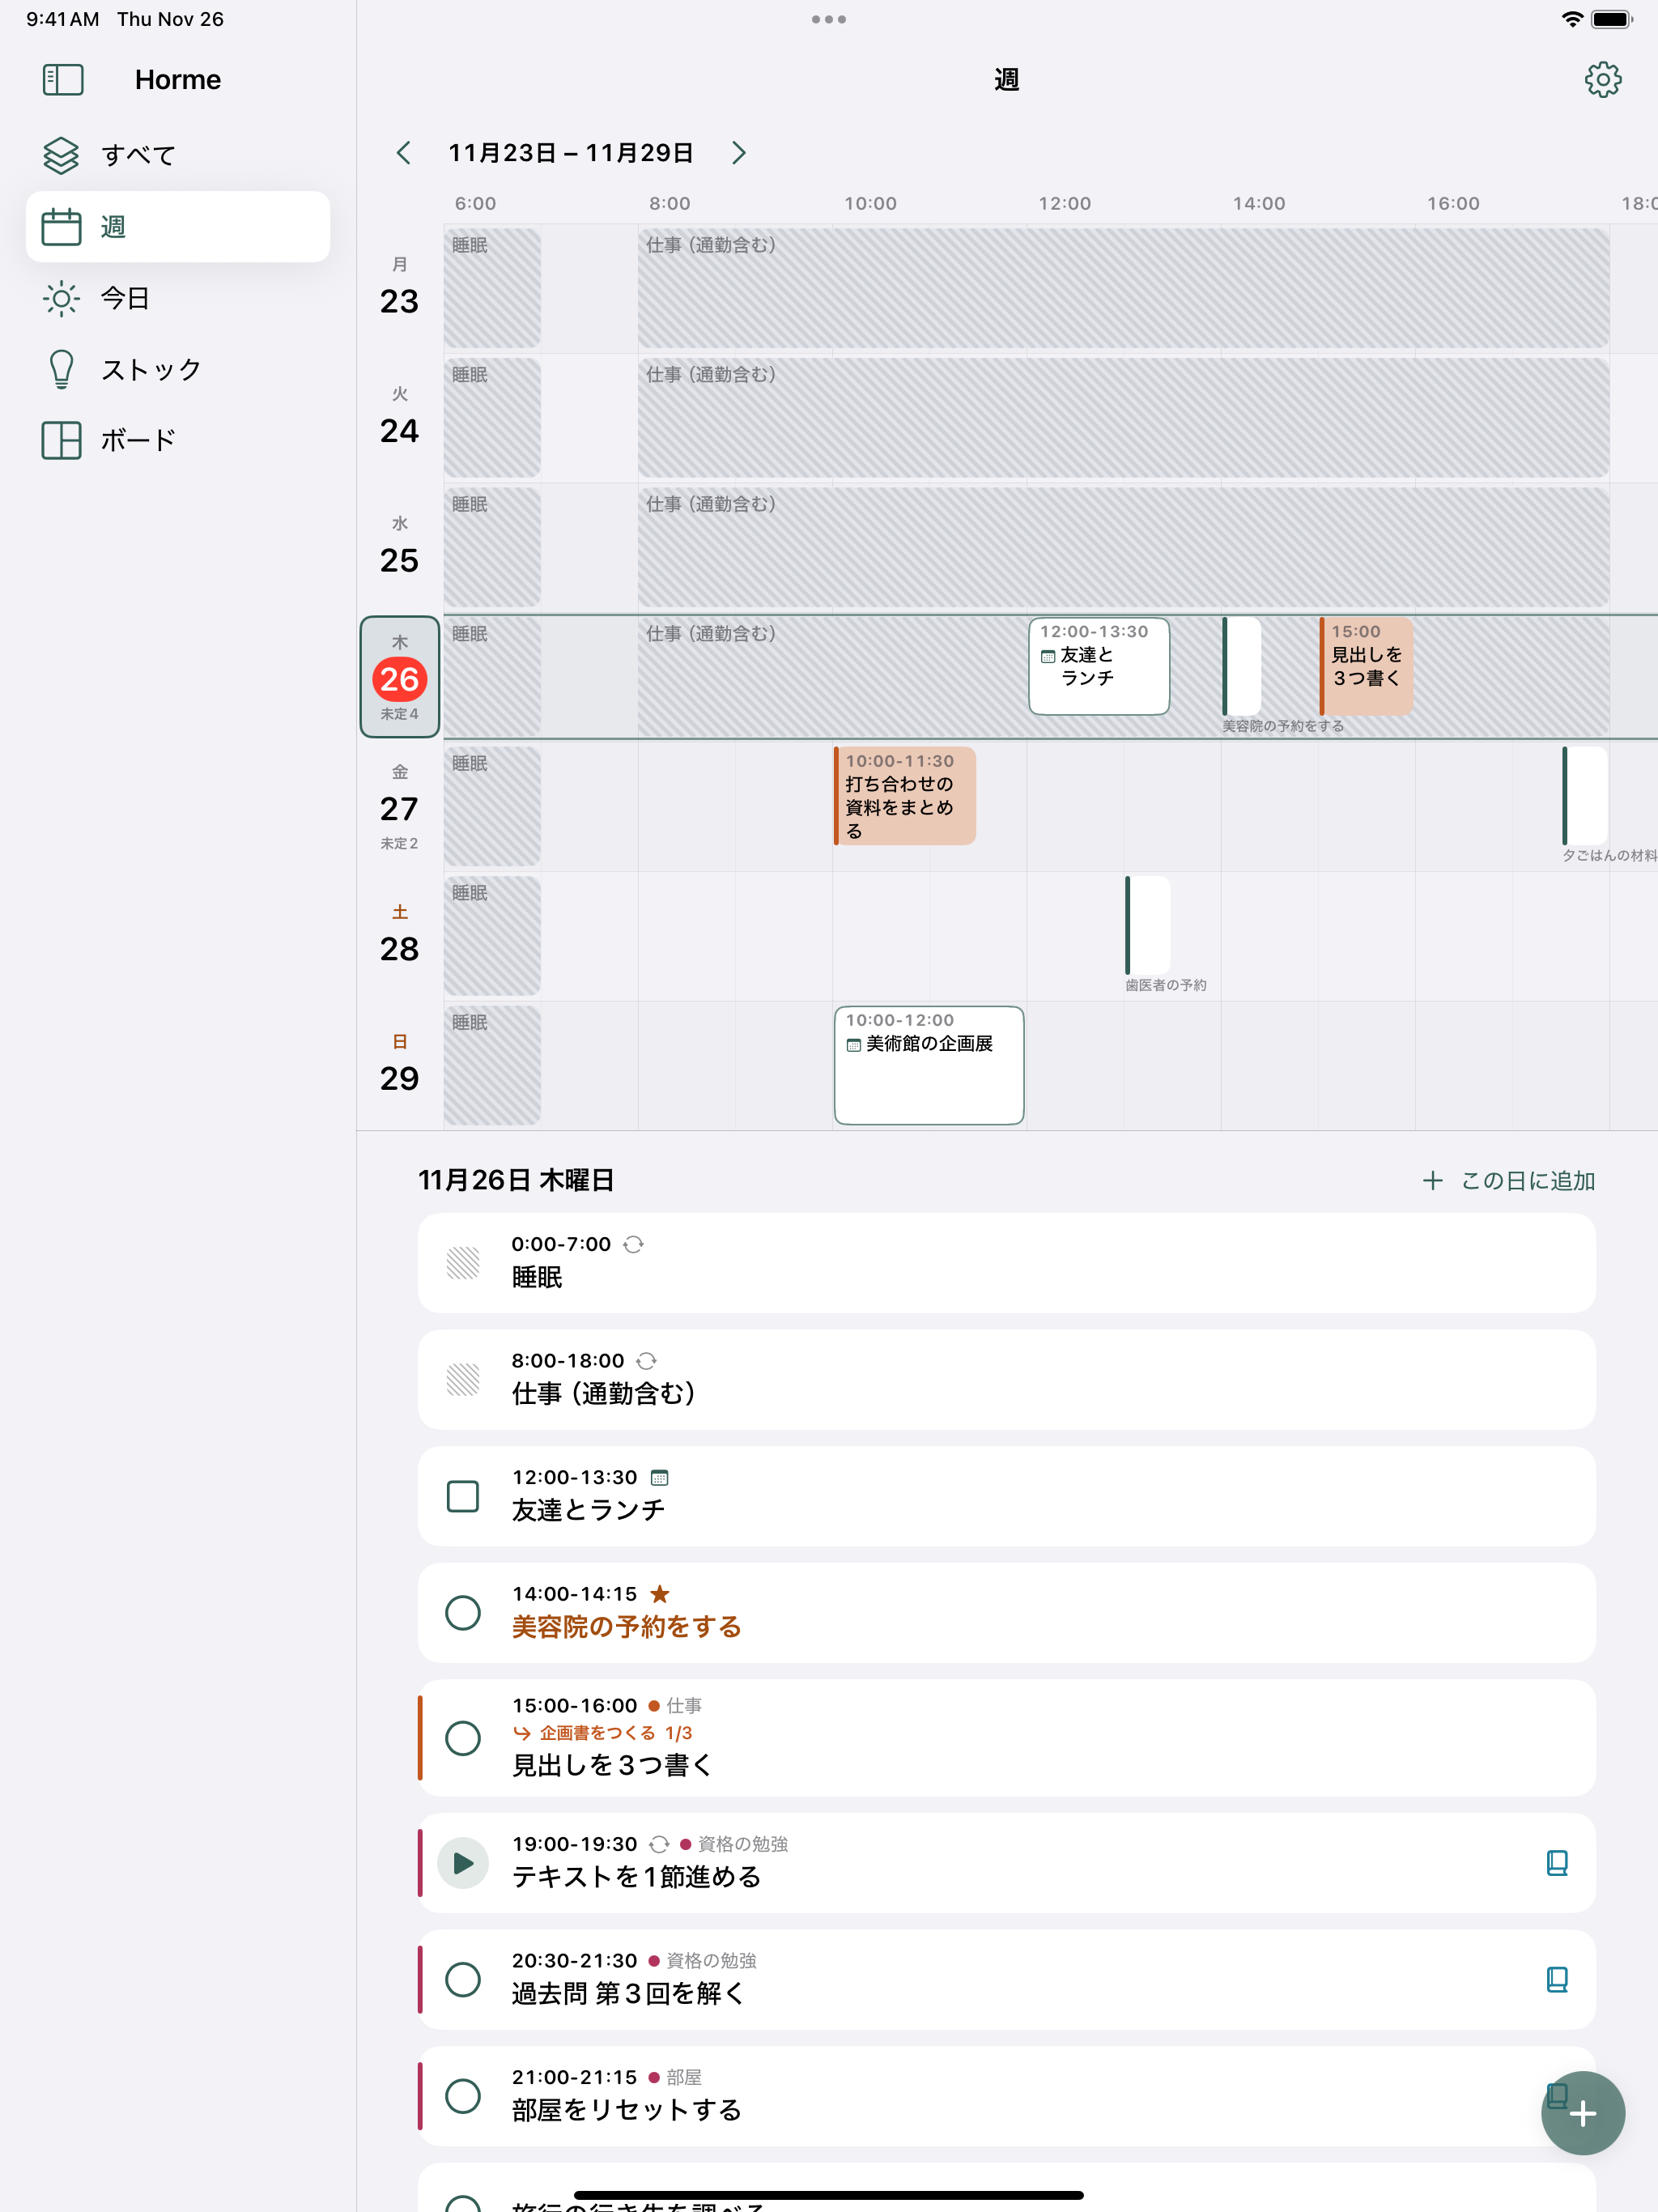 9:41 AM Thu Nov 26
Horme
すべて
週
今日
ストック
ボード
週
11月23日 – 11月29日
6:00 8:00 10:00 12:00 14:00 16:00
月
23
睡眠
仕事（通勤含む）
火
24
睡眠
仕事（通勤含む）
水
25
睡眠
仕事（通勤含む）
木
26
未定 4
睡眠
仕事（通勤含む）
12:00-13:30
友達と
ランチ
美容院の予約をする
15:00
見出しを
3つ書く
金
27
未定 2
睡眠
10:00-11:30
打ち合わせの
資料をまとめ
る
夕ごはんの材料
土
28
睡眠
歯医者の予約
日
29
睡眠
10:00-12:00
美術館の企画展
11月26日 木曜日
この日に追加
0:00-7:00
睡眠
8:00-18:00
仕事（通勤含む）
12:00-13:30
友達とランチ
14:00-14:15
美容院の予約をする
15:00-16:00 仕事
企画書をつくる 1/3
見出しを3つ書く
19:00-19:30 資格の勉強
テキストを1節進める
20:30-21:30 資格の勉強
過去問 第3回を解く
21:00-21:15 部屋
部屋をリセットする
旅行の行き先を調べる